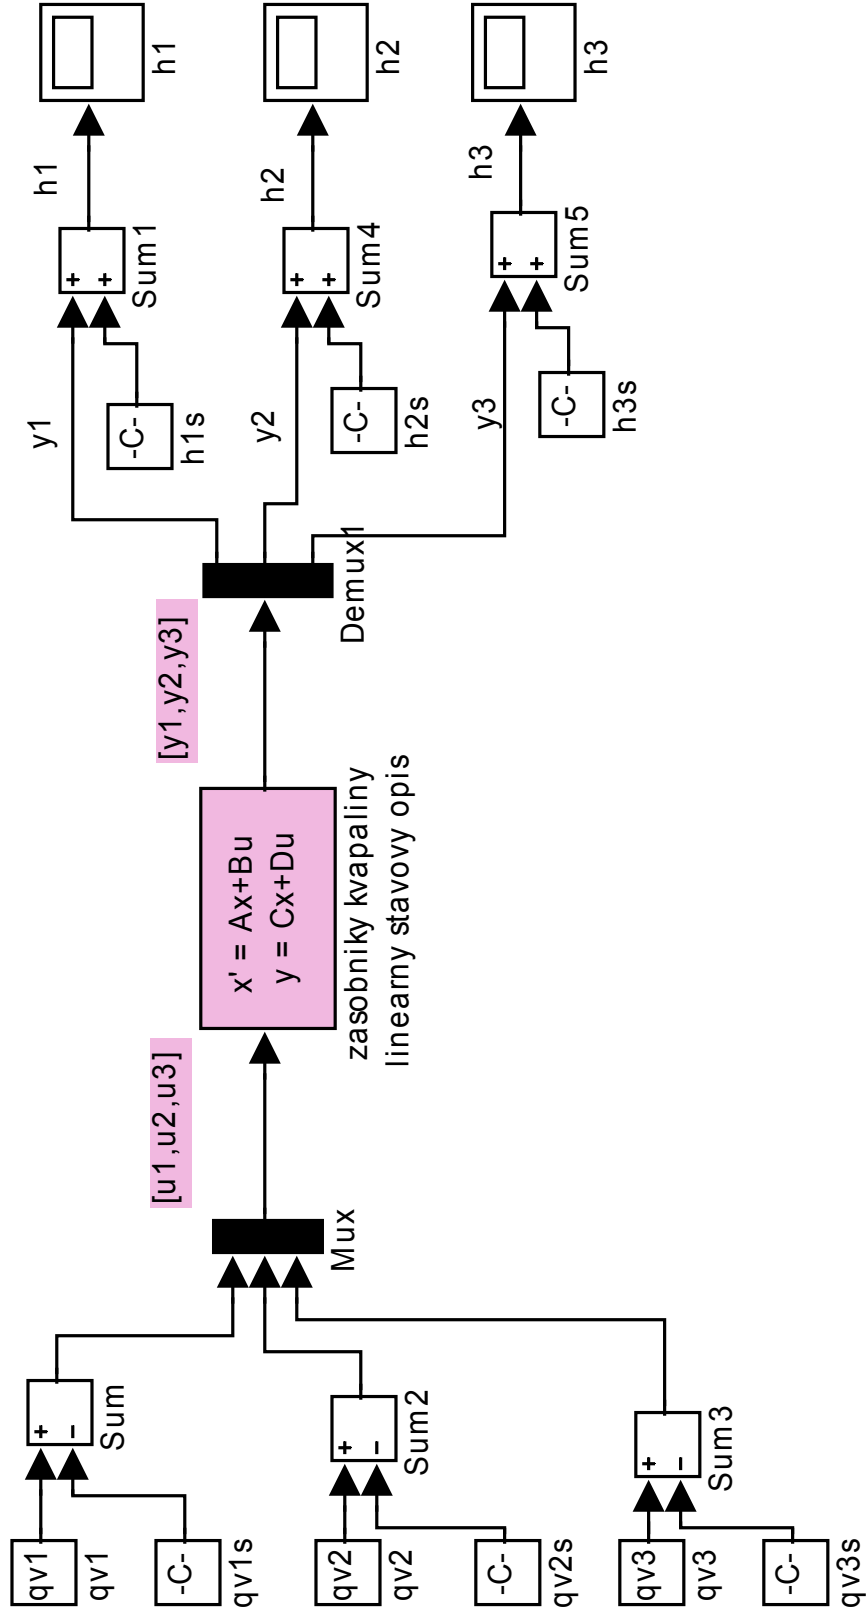 qv1
qv1
-C-
qv1s
+
−
Sum
qv2
qv2
-C-
qv2s
+
−
Sum2
qv3
qv3
-C-
qv3s
+
−
Sum3
Mux
[u1,u2,u3]
x' = Ax+Bu
y = Cx+Du
zasobniky kvapaliny
linearny stavovy opis
[y1,y2,y3]
Demux1
y1
-C-
h1s
+
+
Sum1
h1
h1
y2
-C-
h2s
+
+
Sum4
h2
h2
y3
-C-
h3s
+
+
Sum5
h3
h3